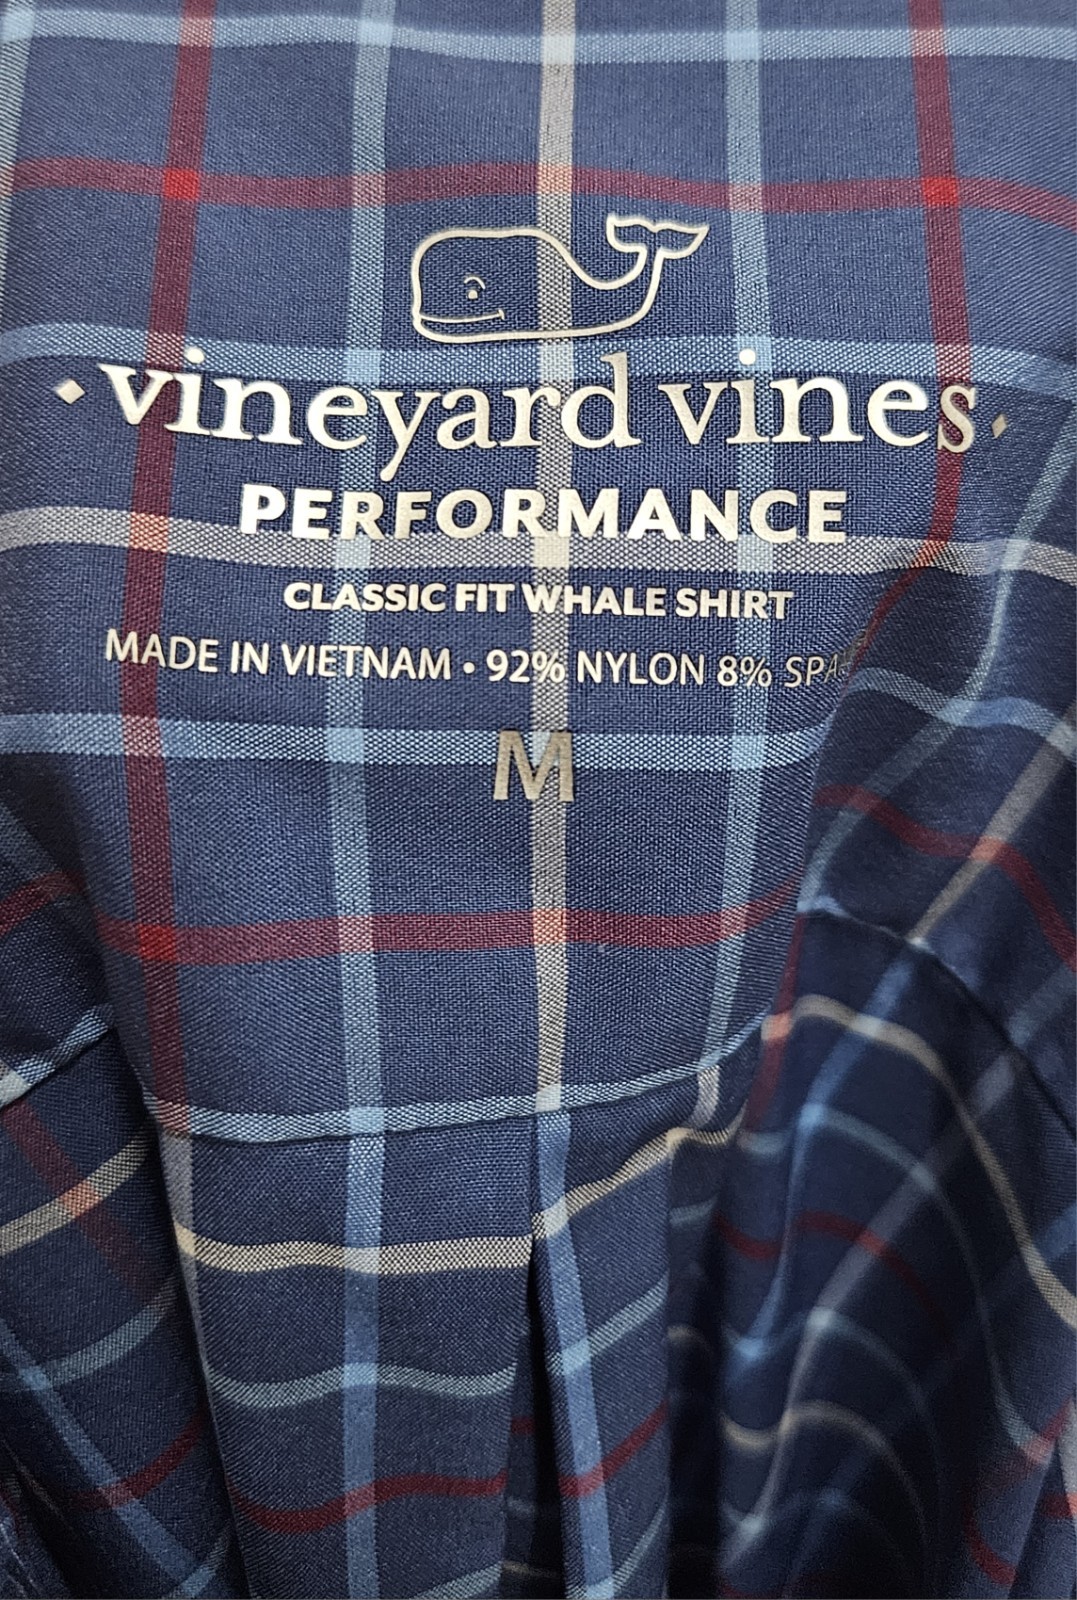 vineyard vines
PERFORMANCE
CLASSIC FIT WHALE SHIRT
MADE IN VIETNAM • 92% NYLON 8%
M